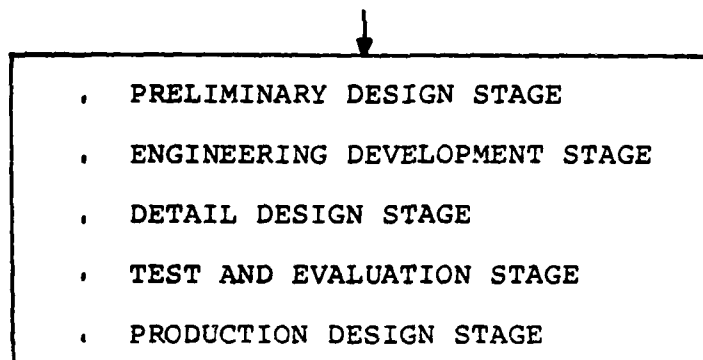 . PRELIMINARY DESIGN STAGE
. ENGINEERING DEVELOPMENT STAGE
. DETAIL DESIGN STAGE
. TEST AND EVALUATION STAGE
. PRODUCTION DESIGN STAGE